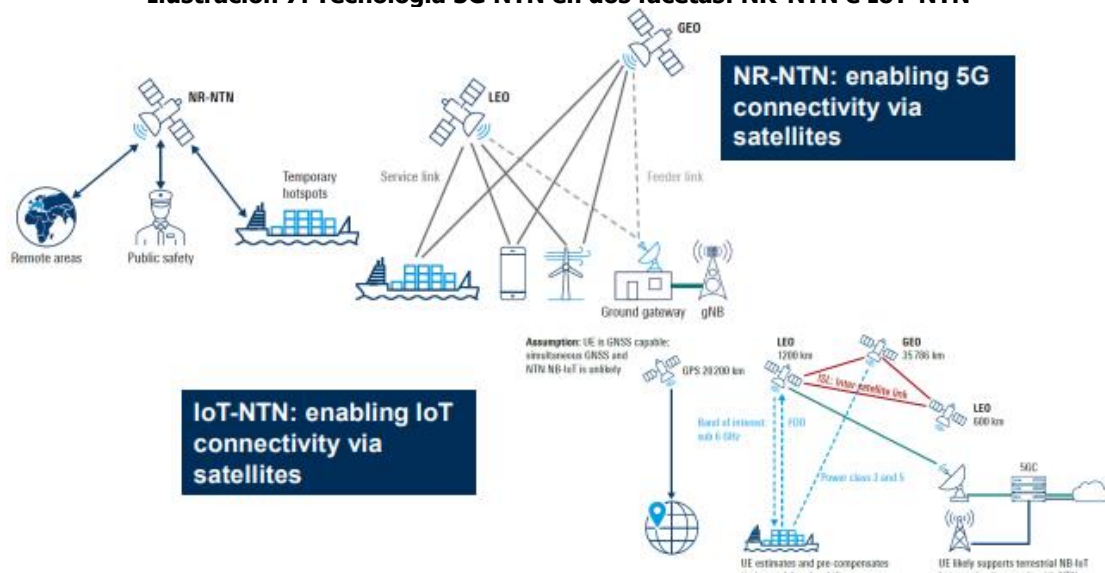 Ilustración 7: Tecnología 5G NTN en dos facetas: NR-NTN e IoT-NTN
GEO
NR-NTN: enabling 5G
connectivity via
satellites
NR-NTN
LEO
Temporary
hotspots
Service link
Feeder link
Remote areas
Public safety
Ground gateway
gNB
Assumption: UE is GNSS capable;
simultaneous GNSS and
NTN NB-IoT is unlikely
GPS 20200 km
LEO
1200 km
GEO
35786 km
ISL: Inter satellite link
LEO
600 km
IoT-NTN: enabling IoT
connectivity via
satellites
Band of interest:
sub 6 GHz
FDD
Power class 3 and 5
5GC
UE estimates and pre-compensates
UE likely supports terrestrial NB-IoT